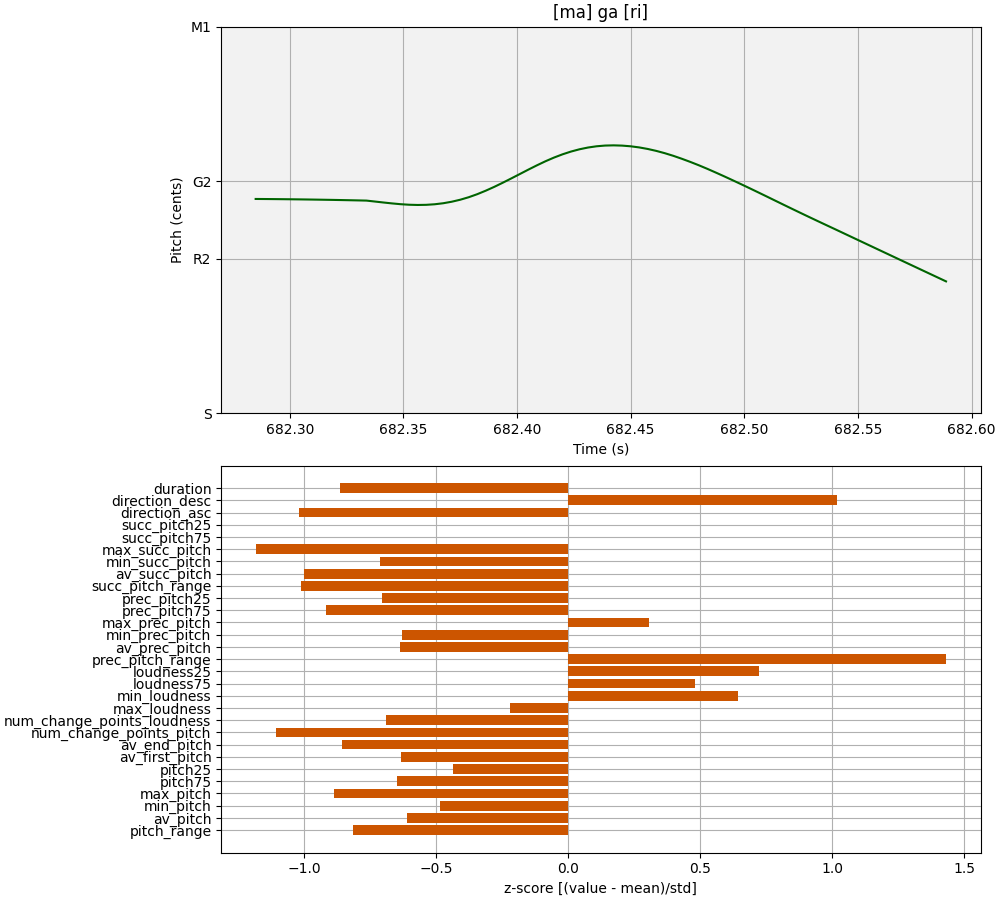 [ma] ga [ri]
M1
G2
R2
S
Pitch (cents)
682.30 682.35 682.40 682.45 682.50 682.55 682.60
Time (s)
duration
direction_desc
direction_asc
succ_pitch25
succ_pitch75
max_succ_pitch
min_succ_pitch
av_succ_pitch
succ_pitch_range
prec_pitch25
prec_pitch75
max_prec_pitch
min_prec_pitch
av_prec_pitch
prec_pitch_range
loudness25
loudness75
min_loudness
max_loudness
num_change_points_loudness
num_change_points_pitch
av_end_pitch
av_first_pitch
pitch25
pitch75
max_pitch
min_pitch
av_pitch
pitch_range
−1.0 −0.5 0.0 0.5 1.0 1.5
z-score [(value - mean)/std]